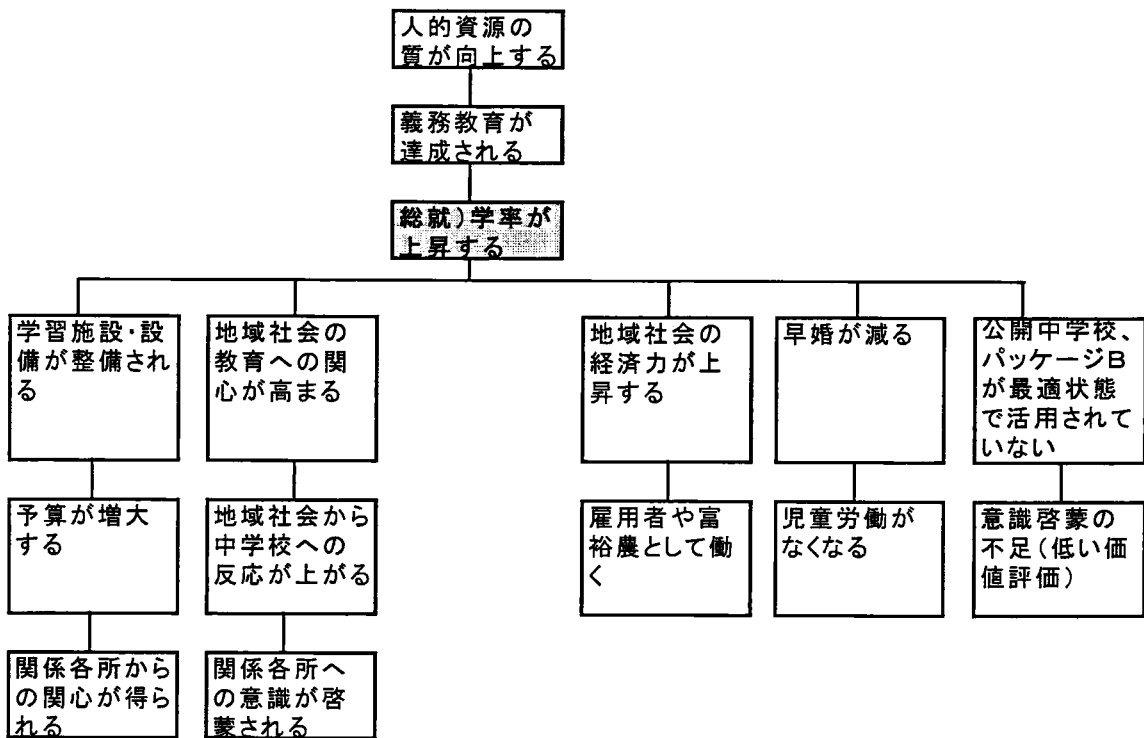 人的資源の
質が向上する
義務教育が
達成される
総就)学率が
上昇する
学習施設・設
備が整備され
る
地域社会の
教育への関
心が高まる
地域社会の
経済力が上
昇する
早婚が減る
公開中学校、
パッケージB
が最適状態
で活用されて
いない
予算が増大
する
地域社会から
中学校への
反応が上がる
雇用者や富
裕農として働
く
児童労働が
なくなる
意識啓蒙の
不足(低い価
値評価)
関係各所から
の関心が得ら
れる
関係各所へ
の意識が啓
蒙される